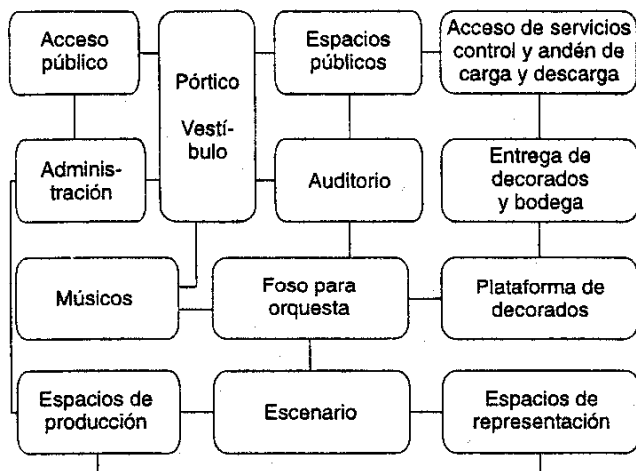 Acceso
público
Pórtico
Vestí-
bulo
Espacios
públicos
Acceso de servicios
control y andén de
carga y descarga
Adminis-
tración
Auditorio
Entrega de
decorados
y bodega
Músicos
Foso para
orquesta
Plataforma de
decorados
Espacios de
producción
Escenario
Espacios de
representación